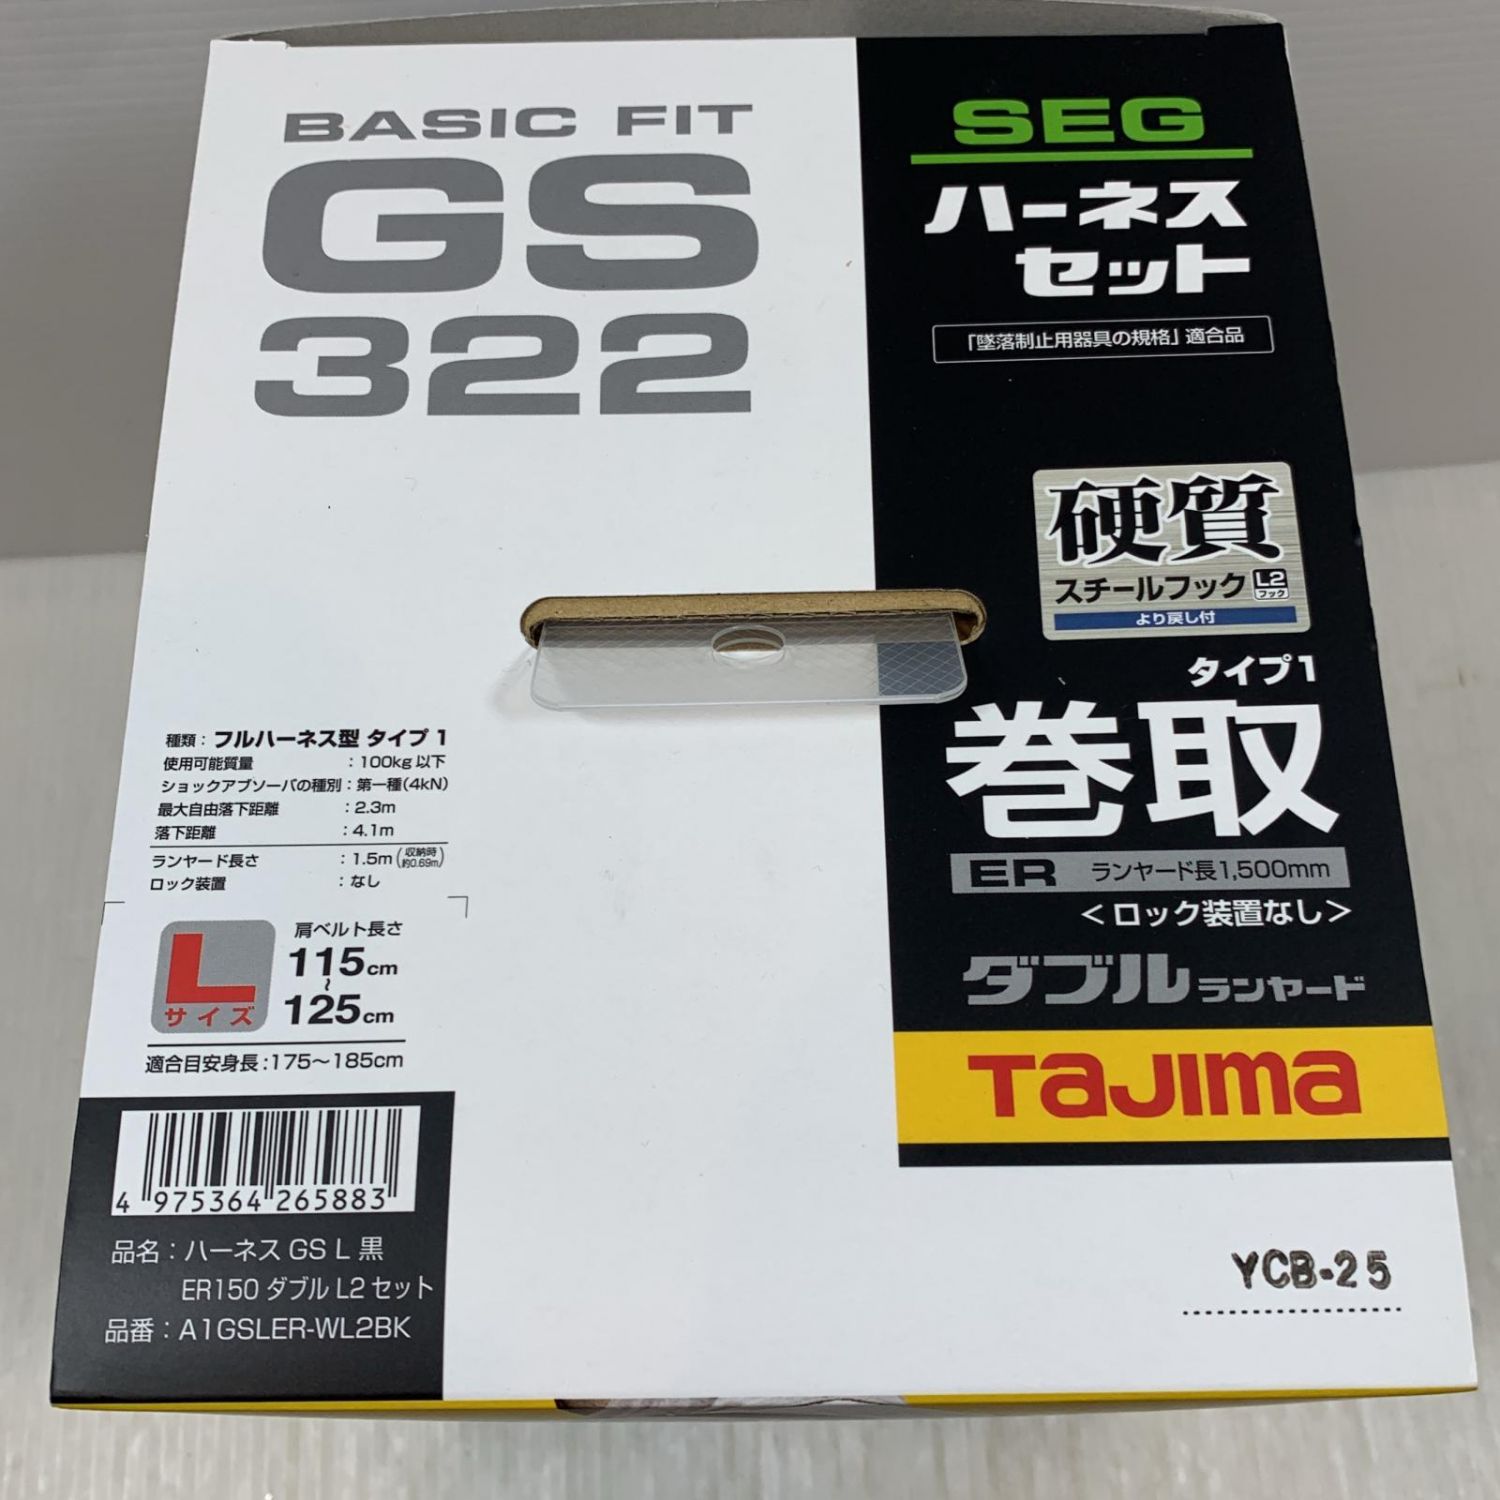 BASIC FIT
GS
322
SEG
ハーネス
セット
「墜落制止用器具の規格」適合品
硬質
スチールフック L2
フック
より戻し付
タイプ1
巻取
ER ランヤード長1,500mm
<ロック装置なし>
ダブルランヤード
TaJIma
種類：フルハーネス型 タイプ1
使用可能質量 ：100kg以下
ショックアブソーバの種別：第一種(4kN)
最大自由落下距離 ：2.3m
落下距離 ：4.1m
ランヤード長さ ：1.5m(収納時約0.69m)
ロック装置 ：なし
L
サイズ
肩ベルト長さ
115cm
~
125cm
適合目安身長:175～185cm
4 975364 265883
品名：ハーネス GS L 黒
ER150 ダブル L2 セット
品番：A1GSLER-WL2BK
YCB-25